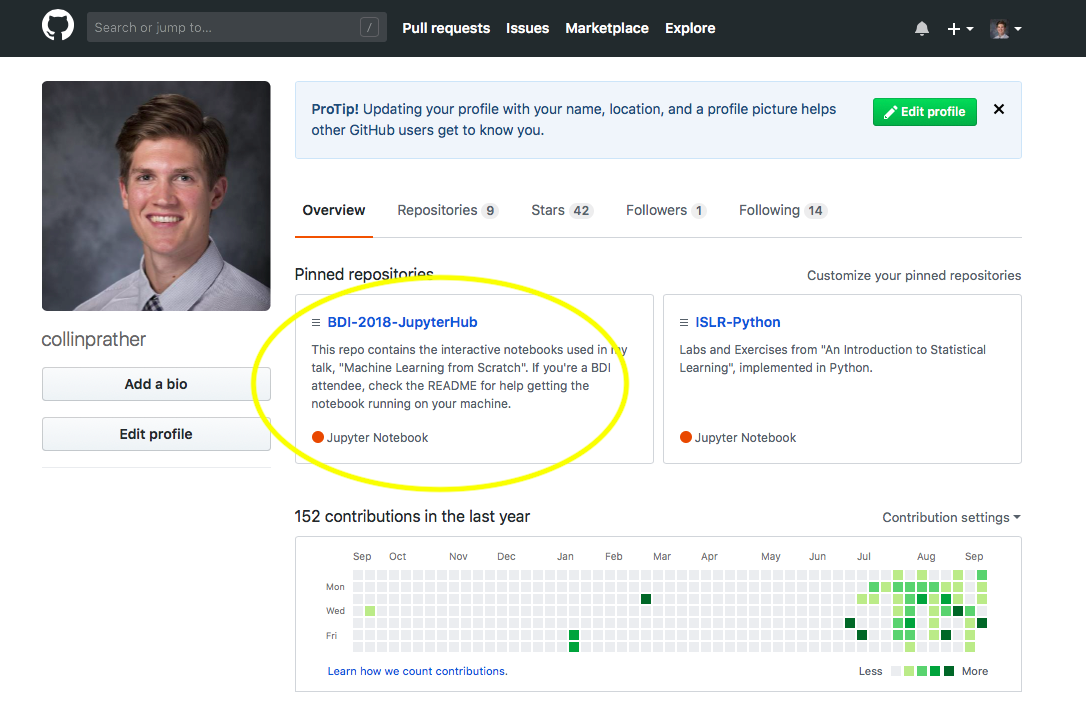 Search or jump to... /
Pull requests Issues Marketplace Explore
ProTip! Updating your profile with your name, location, and a profile picture helps
other GitHub users get to know you.
Edit profile
Overview
Repositories 9
Stars 42
Followers 1
Following 14
collinprather
Add a bio
Edit profile
Pinned repositories
Customize your pinned repositories
BDI-2018-JupyterHub
This repo contains the interactive notebooks used in my
talk, "Machine Learning from Scratch". If you're a BDI
attendee, check the README for help getting the
notebook running on your machine.
Jupyter Notebook
ISLR-Python
Labs and Exercises from "An Introduction to Statistical
Learning", implemented in Python.
Jupyter Notebook
152 contributions in the last year
Contribution settings
Sep Oct Nov Dec Jan Feb Mar Apr May Jun Jul Aug Sep
Mon
Wed
Fri
Learn how we count contributions.
Less More